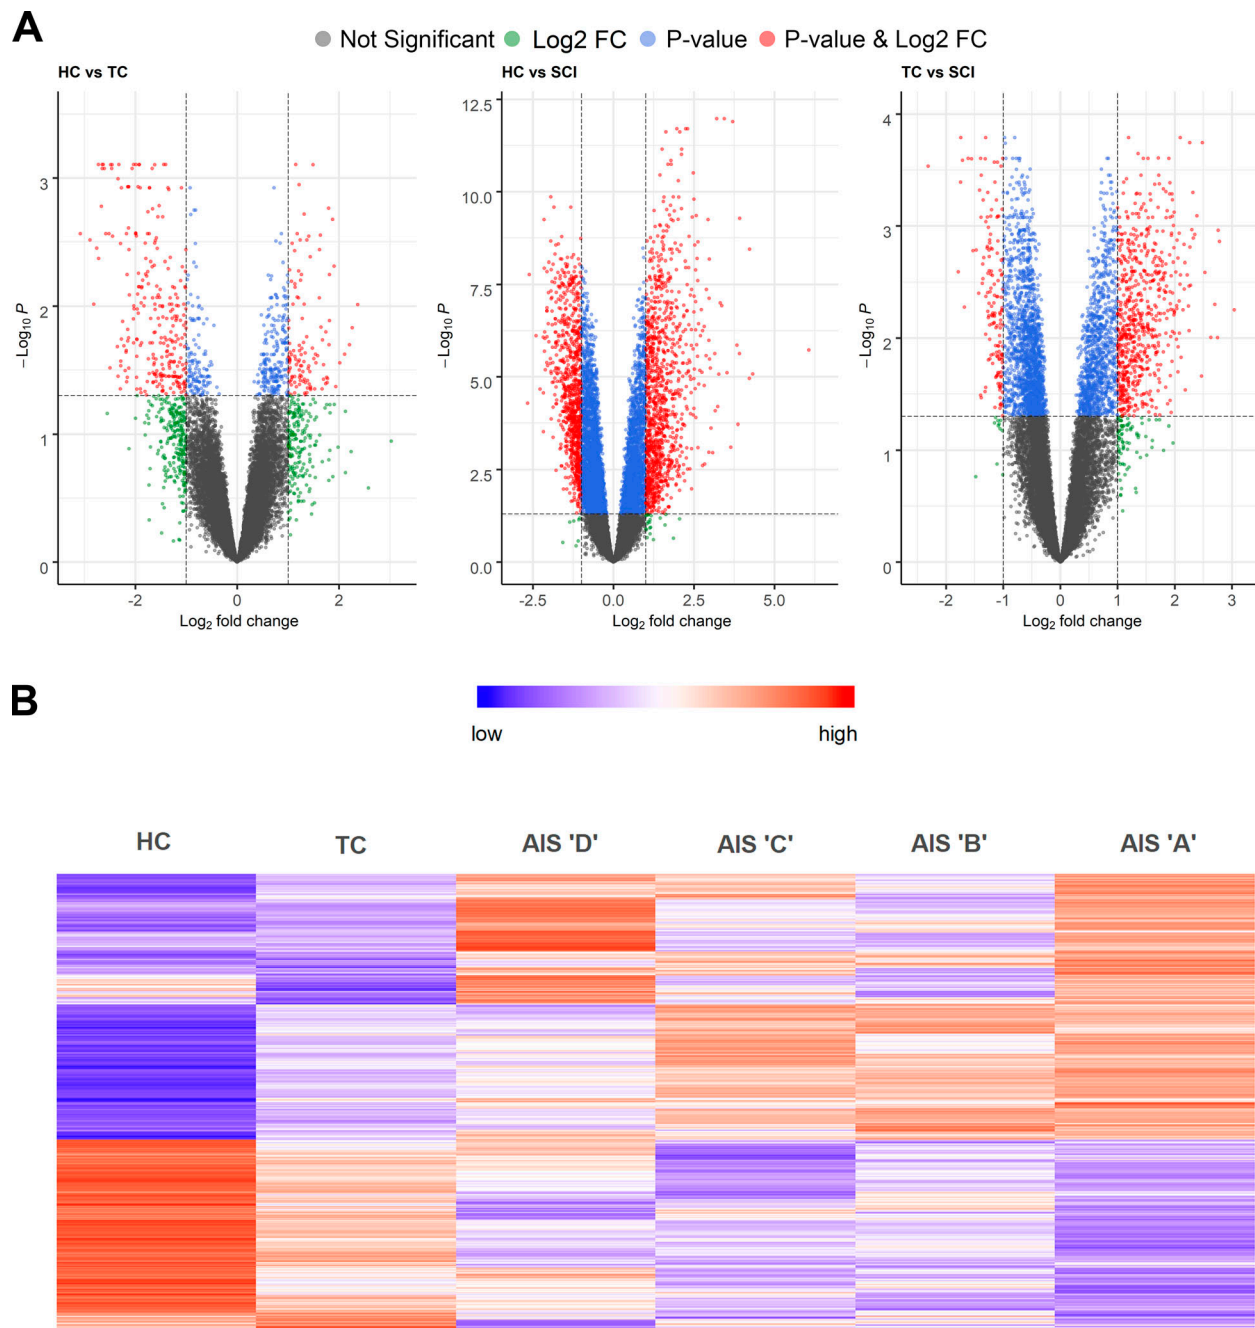 A
Not Significant Log2 FC P-value P-value & Log2 FC
HC vs TC
HC vs SCI
TC vs SCI
−Log10 P
3
2
1
0
-2 0 2
Log2 fold change
−Log10 P
12.5
10.0
7.5
5.0
2.5
0.0
-2.5 0.0 2.5 5.0
Log2 fold change
−Log10 P
4
3
2
1
0
-2 -1 0 1 2 3
Log2 fold change
B
low high
HC TC AIS 'D' AIS 'C' AIS 'B' AIS 'A'